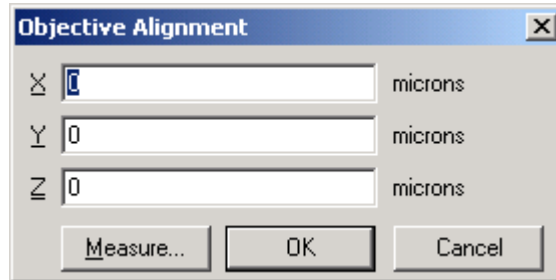 Objective Alignment
X 0 microns
Y 0 microns
Z 0 microns
Measure... OK Cancel